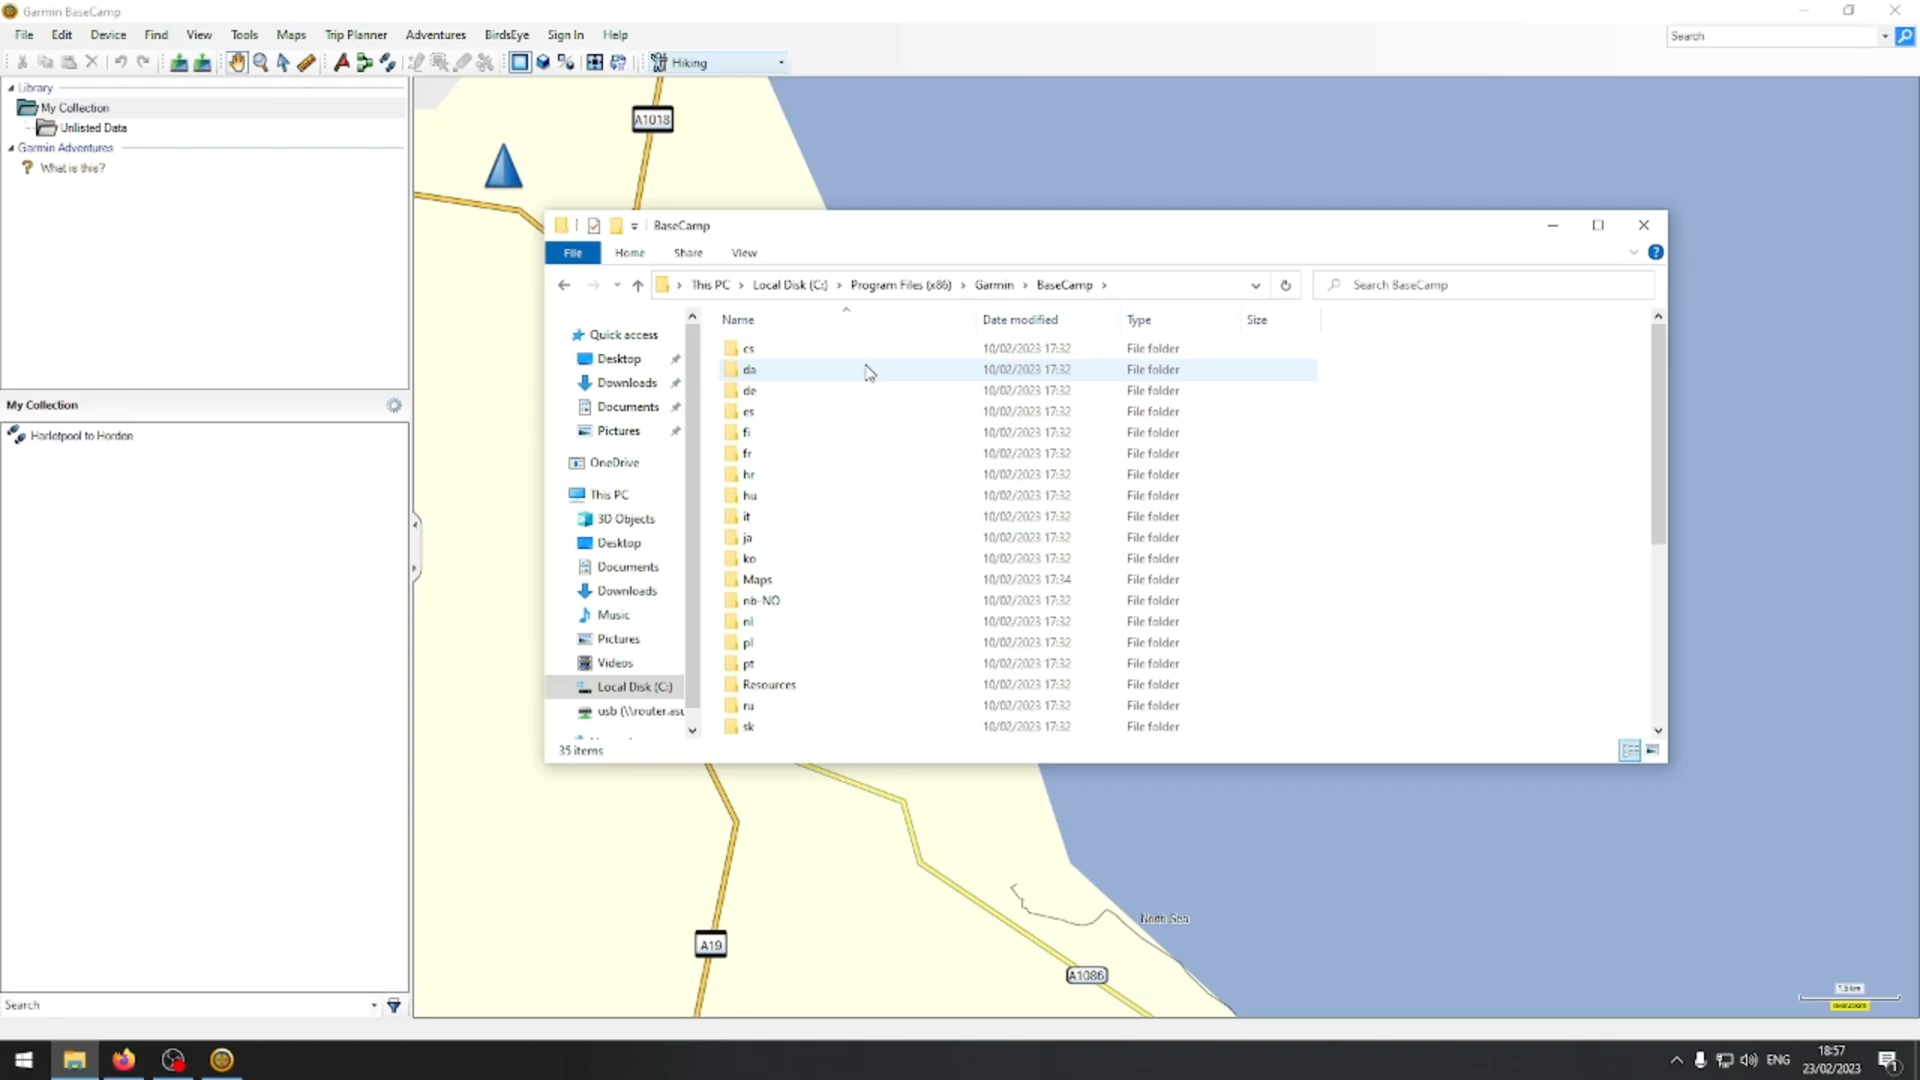 Garmin BaseCamp
File Edit Device Find View Tools Maps Trip Planner Adventures BirdsEye Sign In Help
Search
Hiking
Library
My Collection
Unlisted Data
Garmin Adventures
What is this?
My Collection
Harletpool to Horden
Search
A1018
BaseCamp
File Home Share View
This PC Local Disk (C:) Program Files (x86) Garmin BaseCamp
Search BaseCamp
Quick access
Desktop
Downloads
Documents
Pictures
OneDrive
This PC
3D Objects
Desktop
Documents
Downloads
Music
Pictures
Videos
Local Disk (C:)
usb (\\router.asu
Name Date modified Type Size
cs 10/02/2023 17:32 File folder
da 10/02/2023 17:32 File folder
de 10/02/2023 17:32 File folder
es 10/02/2023 17:32 File folder
fi 10/02/2023 17:32 File folder
fr 10/02/2023 17:32 File folder
hr 10/02/2023 17:32 File folder
hu 10/02/2023 17:32 File folder
it 10/02/2023 17:32 File folder
ja 10/02/2023 17:32 File folder
ko 10/02/2023 17:32 File folder
Maps 10/02/2023 17:34 File folder
nb-NO 10/02/2023 17:32 File folder
nl 10/02/2023 17:32 File folder
pl 10/02/2023 17:32 File folder
pt 10/02/2023 17:32 File folder
Resources 10/02/2023 17:32 File folder
ru 10/02/2023 17:32 File folder
sk 10/02/2023 17:32 File folder
35 items
North Sea
A19
A1086
1.5 km
overzoom
ENG
18:57
23/02/2023
1